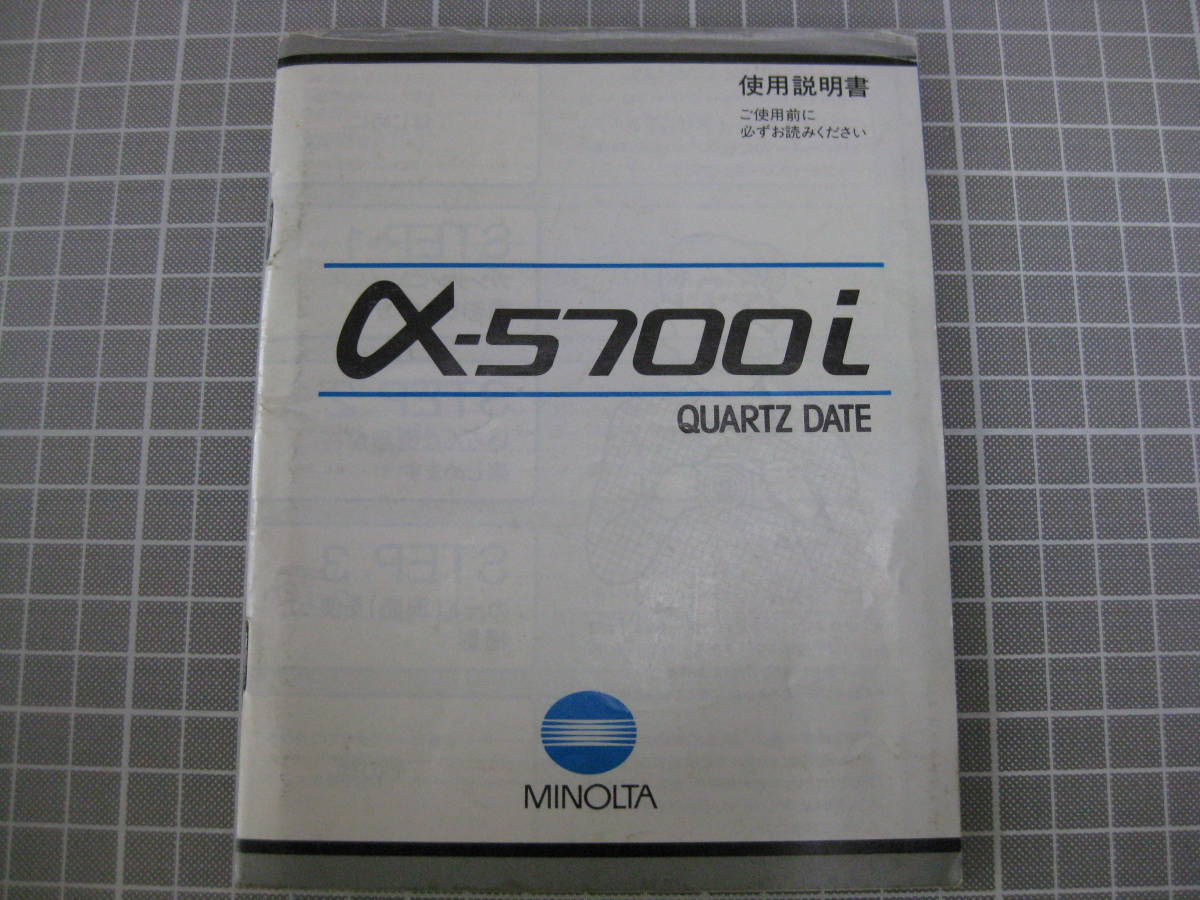 使用説明書
ご使用前に
必ずお読みください
α-5700i
QUARTZ DATE
MINOLTA